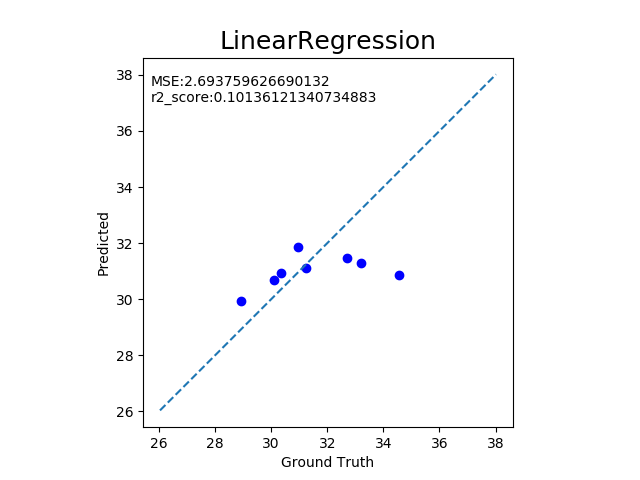 LinearRegression
MSE:2.693759626690132
r2_score:0.10136121340734883
38
36
34
32
30
28
26
Predicted
26 28 30 32 34 36 38
Ground Truth